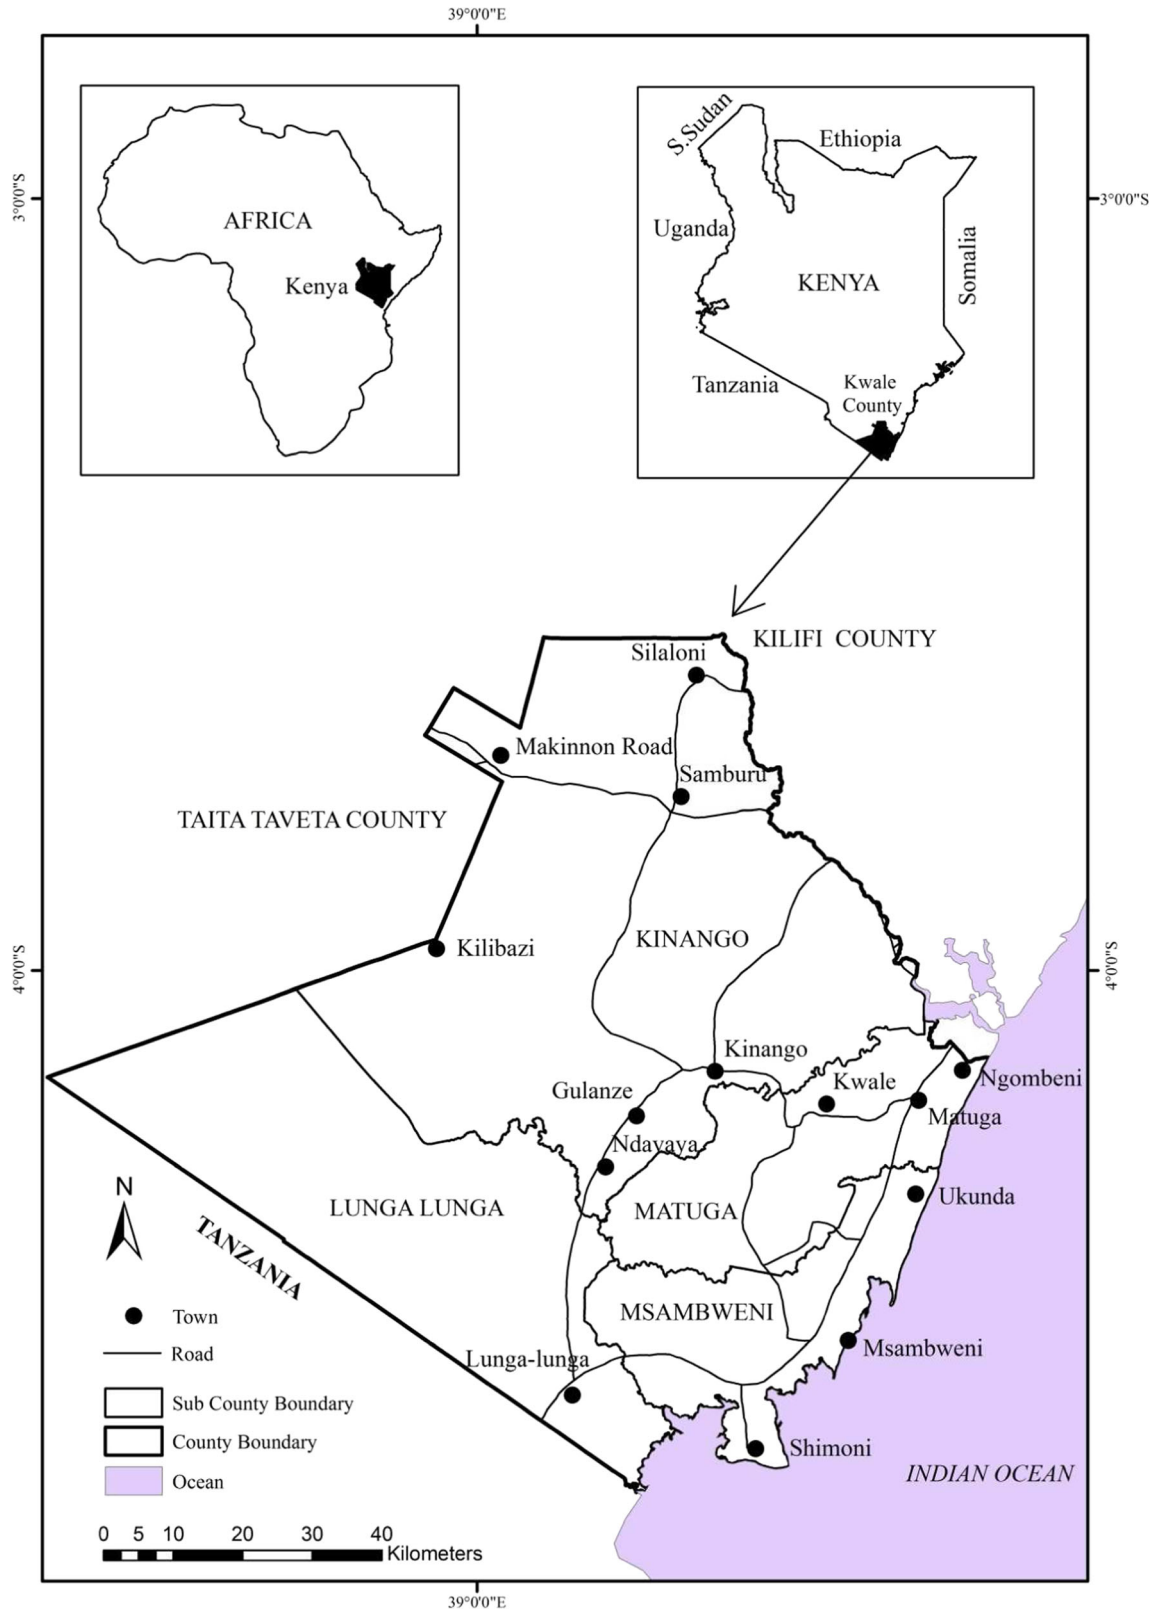 39°0'0"E
3°0'0"S
3°0'0"S
AFRICA
Kenya
S.Sudan
Ethiopia
Uganda
Somalia
KENYA
Tanzania
Kwale
County
KILIFI COUNTY
Silaloni
Makinnon Road
Samburu
TAITA TAVETA COUNTY
KINANGO
Kilibazi
4°0'0"S
4°0'0"S
Kinango
Kwale
Ngombeni
Gulanze
Matuga
Ndavaya
Ukunda
LUNGA LUNGA
MATUGA
N
TANZANIA
MSAMBWENI
Town
Msambweni
Road
Lunga-lunga
Sub County Boundary
County Boundary
Shimoni
INDIAN OCEAN
Ocean
0 5 10 20 30 40
Kilometers
39°0'0"E